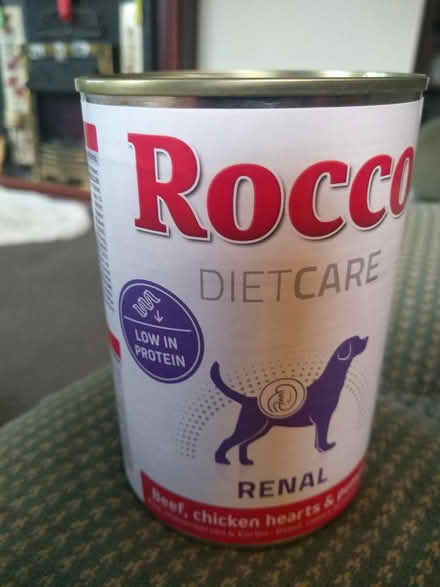 Rocco
DIETCARE
LOW IN
PROTEIN
RENAL
Beef, chicken hearts &